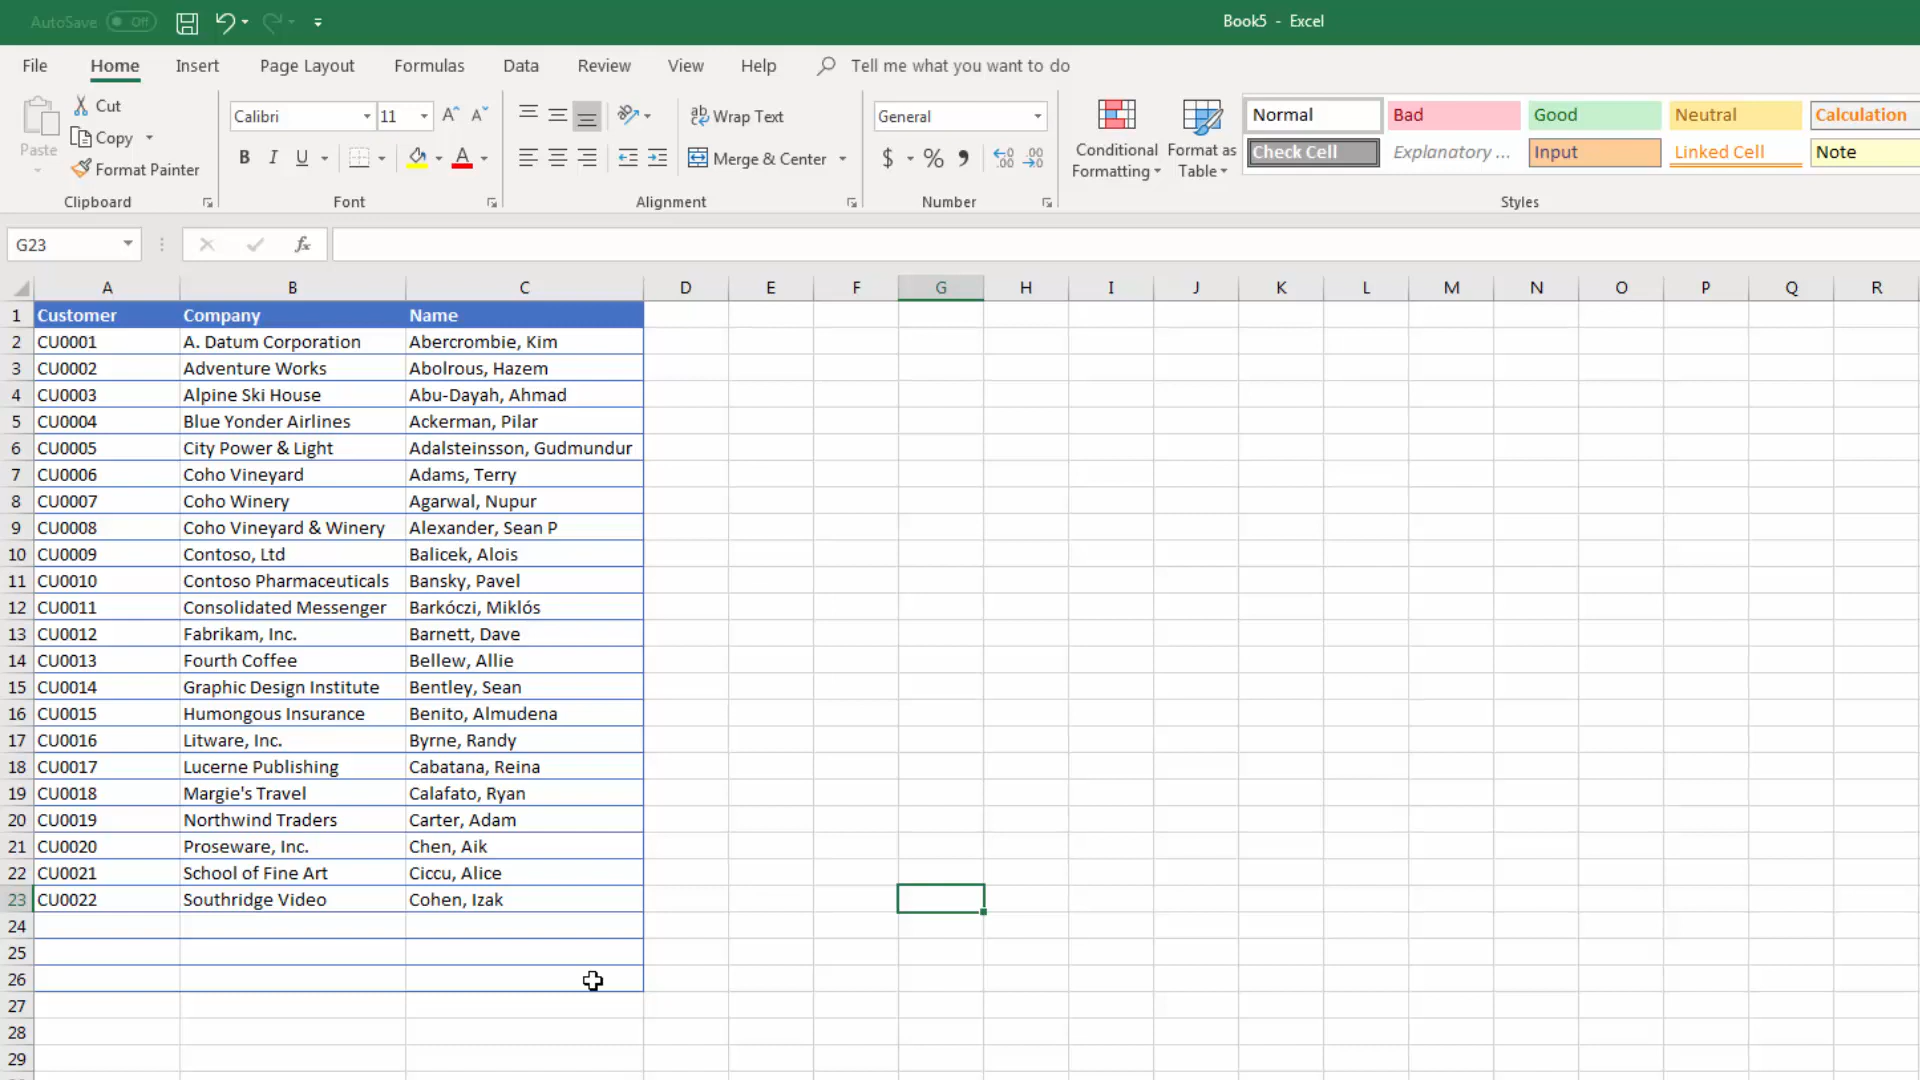 AutoSave Off
Book5 - Excel
File Home Insert Page Layout Formulas Data Review View Help Tell me what you want to do
Paste
Cut
Copy
Format Painter
Clipboard
Calibri 11
B I U A
Font
ab Wrap Text
Merge & Center
Alignment
General
$ % ,
Number
Conditional Formatting
Format as Table
Normal Bad Good Neutral Calculation
Check Cell Explanatory ... Input Linked Cell Note
Styles
G23
fx
A B C D E F G H I J K L M N O P Q R
1 Customer Company Name
2 CU0001 A. Datum Corporation Abercrombie, Kim
3 CU0002 Adventure Works Abolrous, Hazem
4 CU0003 Alpine Ski House Abu-Dayah, Ahmad
5 CU0004 Blue Yonder Airlines Ackerman, Pilar
6 CU0005 City Power & Light Adalsteinsson, Gudmundur
7 CU0006 Coho Vineyard Adams, Terry
8 CU0007 Coho Winery Agarwal, Nupur
9 CU0008 Coho Vineyard & Winery Alexander, Sean P
10 CU0009 Contoso, Ltd Balicek, Alois
11 CU0010 Contoso Pharmaceuticals Bansky, Pavel
12 CU0011 Consolidated Messenger Barkóczi, Miklós
13 CU0012 Fabrikam, Inc. Barnett, Dave
14 CU0013 Fourth Coffee Bellew, Allie
15 CU0014 Graphic Design Institute Bentley, Sean
16 CU0015 Humongous Insurance Benito, Almudena
17 CU0016 Litware, Inc. Byrne, Randy
18 CU0017 Lucerne Publishing Cabatana, Reina
19 CU0018 Margie's Travel Calafato, Ryan
20 CU0019 Northwind Traders Carter, Adam
21 CU0020 Proseware, Inc. Chen, Aik
22 CU0021 School of Fine Art Ciccu, Alice
23 CU0022 Southridge Video Cohen, Izak
24
25
26
27
28
29